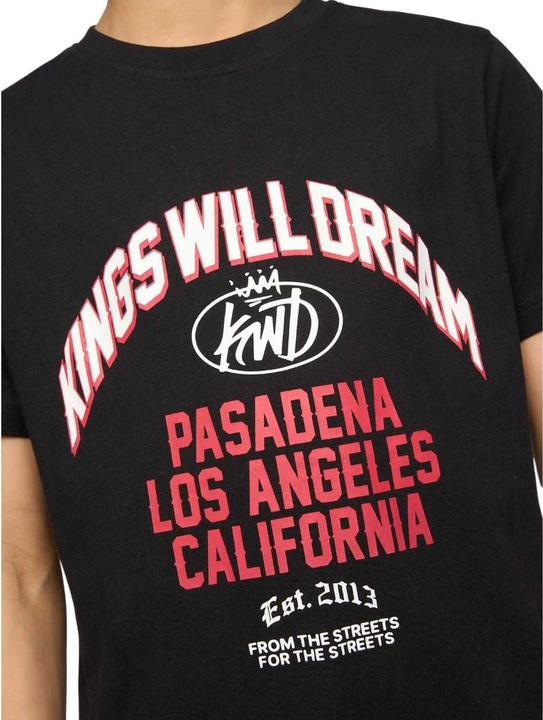 KINGS WILL DREAM
KWD
PASADENA
LOS ANGELES
CALIFORNIA
Est. 2013
FROM THE STREETS
FOR THE STREETS